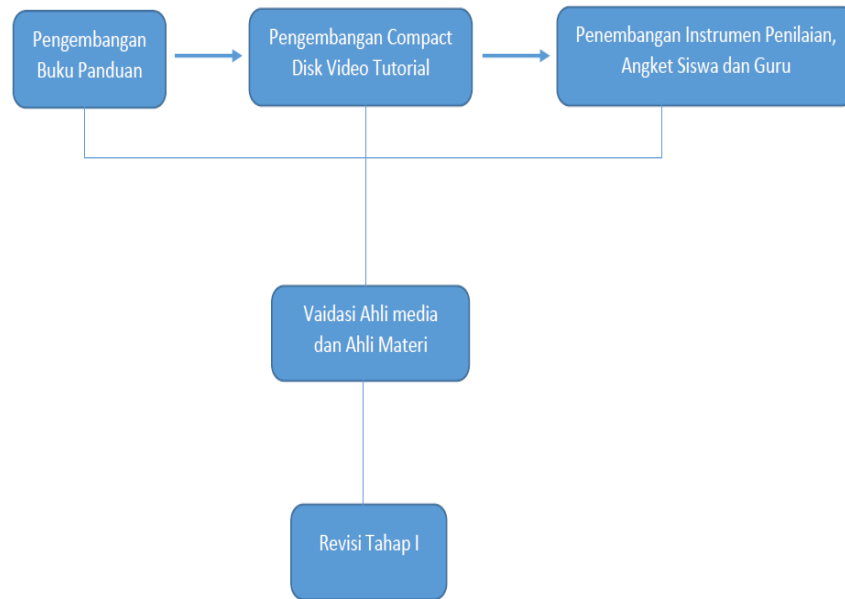 Pengembangan
Buku Panduan
Pengembangan Compact
Disk Video Tutorial
Penembangan Instrumen Penilaian,
Angket Siswa dan Guru
Vaidasi Ahli media
dan Ahli Materi
Revisi Tahap I